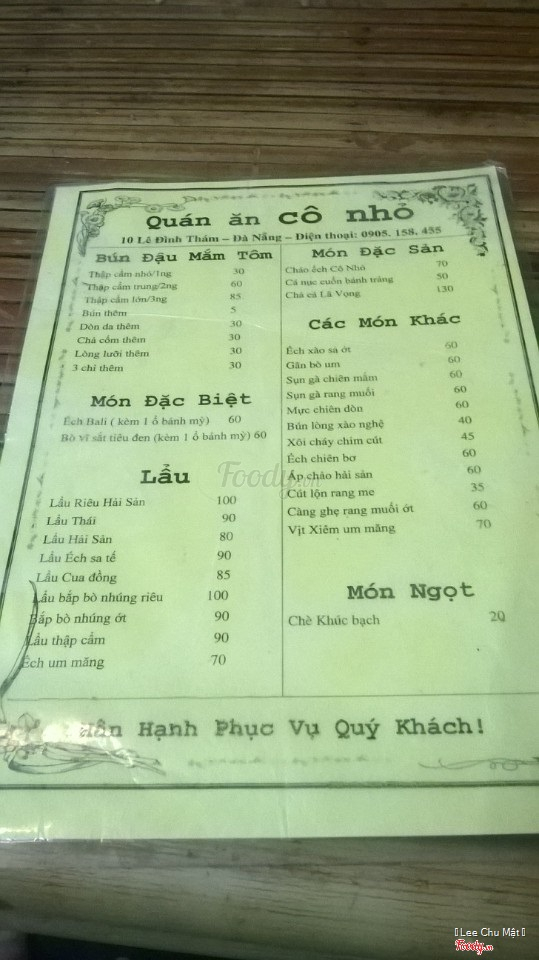 Quán ăn cô nhỏ
10 Lê Đình Thám – Đà Nẵng – Điện thoại: 0905. 158. 455
Bún Đậu Mắm Tôm
Thập cẩm nhỏ/1ng 30
Thập cẩm trung/2ng 60
Thập cẩm lớn/3ng 85
Bún thêm 5
Dồn da thêm 30
Chả cốm thêm 30
Lòng lưỡi thêm 30
3 chỉ thêm 30
Món Đặc Biệt
Ếch Bali ( kèm 1 ổ bánh mỳ) 60
Bò vĩ sắt tiêu đen (kèm 1 ổ bánh mỳ) 60
Lẩu
Lẩu Riêu Hải Sản 100
Lẩu Thái 90
Lẩu Hải Sản 80
Lẩu Ếch sa tế 90
Lẩu Cua đồng 85
Lẩu bắp bò nhúng riêu 100
Bắp bò nhúng ớt 90
Lẩu thập cẩm 90
Ếch um măng 70
Món Đặc Sản
Cháo ếch Cô Nhỏ 70
Cá nục cuốn bánh tráng 50
Chả cá Lã Vọng 130
Các Món Khác
Ếch xào sả ớt 60
Gân bò um 60
Sụn gà chiên mắm 60
Sụn gà rang muối 60
Mực chiên dòn 60
Bún lòng xào nghệ 40
Xôi cháy chim cút 45
Ếch chiên bơ 60
Áp chảo hải sản 60
Cút lộn rang me 35
Càng ghẹ rang muối ớt 60
Vịt Xiêm um măng 70
Món Ngọt
Chè Khúc bạch 20
Hân Hạnh Phục Vụ Quý Khách!
Foody.vn
Lee Chu Mật
Foody.vn